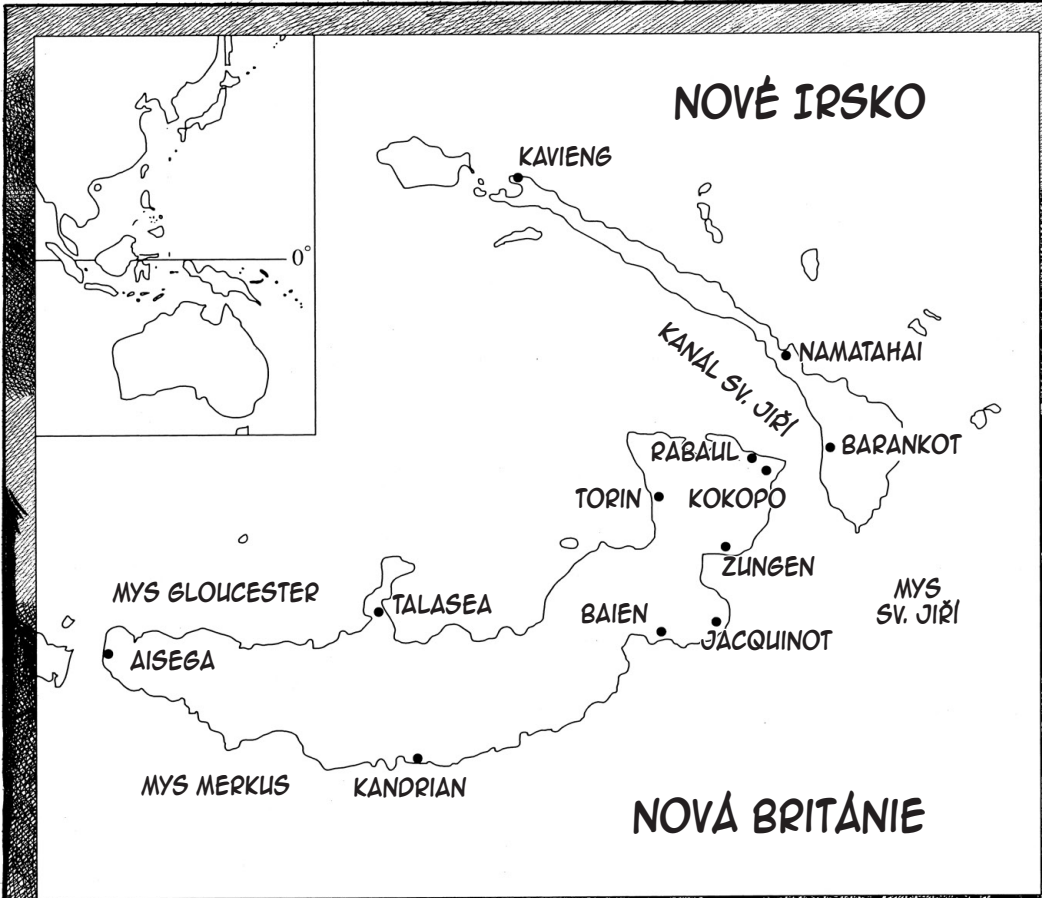 NOVÉ IRSKO
KAVIENG
0°
NAMATAHAI
KANÁL SV. JIŘÍ
BARANKOT
RABAUL
TORIN
KOKOPO
ZUNGEN
MYS GLOUCESTER
TALASEA
MYS
SV. JIŘÍ
BAIEN
JACQUINOT
AISEGA
MYS MERKUS
KANDRIAN
NOVÁ BRITÁNIE